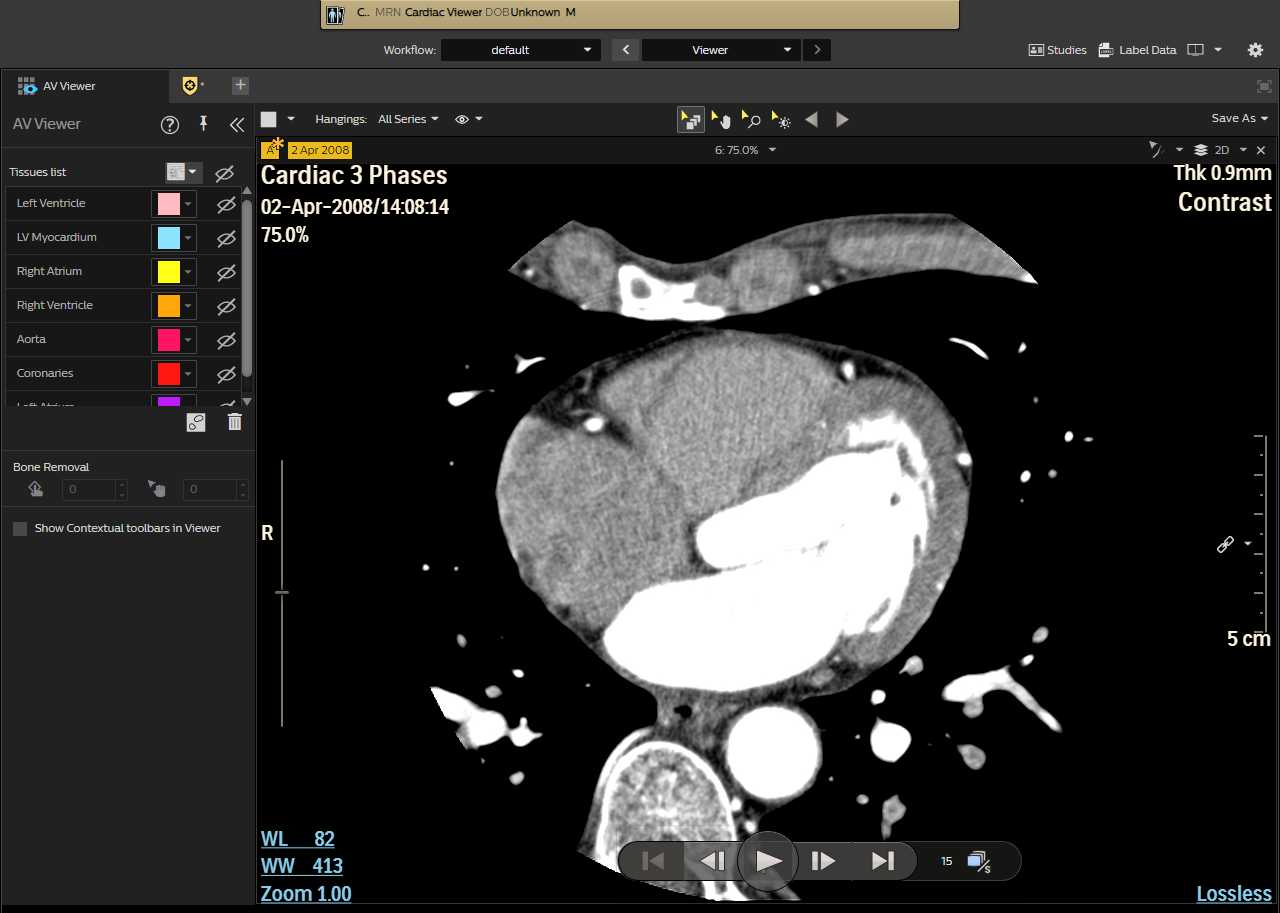 C.. MRN Cardiac Viewer DOB Unknown M
Workflow: default Viewer Studies Label Data
AV Viewer
AV Viewer Hangings: All Series Save As
A 2 Apr 2008 6: 75.0% 2D
Tissues list
Left Ventricle
LV Myocardium
Right Atrium
Right Ventricle
Aorta
Coronaries
Left Atrium
Bone Removal
0 0
Show Contextual toolbars in Viewer
Cardiac 3 Phases
02-Apr-2008/14:08:14
75.0%
Thk 0.9mm
Contrast
R
5 cm
WL 82
WW 413
Zoom 1.00
15
S
Lossless